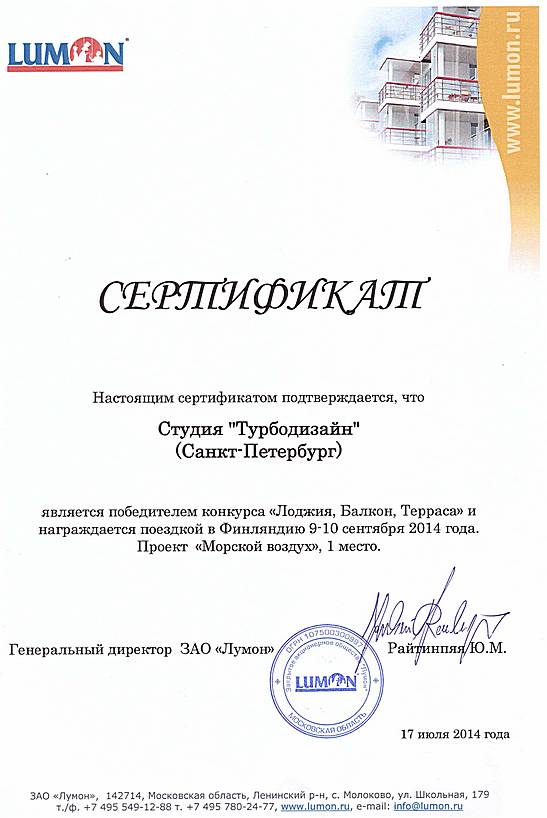 LUMON®
www.lumon.ru
СЕРТИФИКАТ
Настоящим сертификатом подтверждается, что
Студия "Турбодизайн"
(Санкт-Петербург)
является победителем конкурса «Лоджия, Балкон, Терраса» и
награждается поездкой в Финляндию 9-10 сентября 2014 года.
Проект «Морской воздух», 1 место.
Генеральный директор ЗАО «Лумон»
Райтинпяя Ю.М.
Закрытое акционерное общество "Лумон"
LUMON
МОСКОВСКАЯ ОБЛАСТЬ
17 июля 2014 года
ЗАО «Лумон», 142714, Московская область, Ленинский р-н, с. Молоково, ул. Школьная, 179
т./ф. +7 495 549-12-88 т. +7 495 780-24-77, www.lumon.ru, e-mail: info@lumon.ru